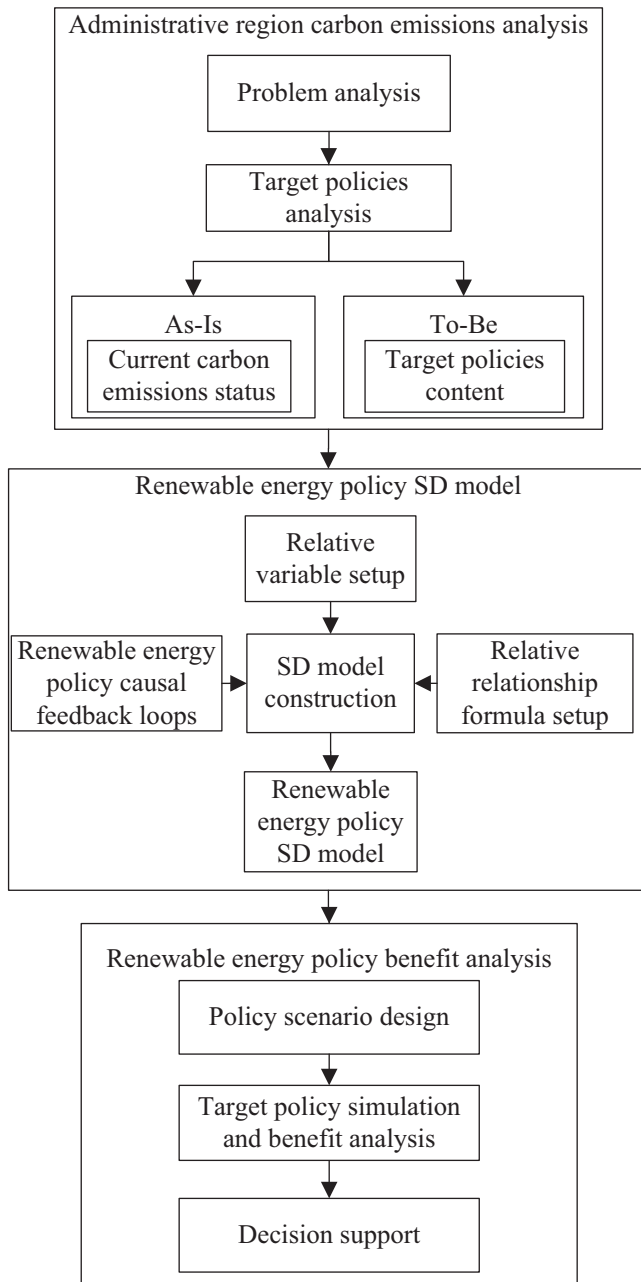 Administrative region carbon emissions analysis
Problem analysis
Target policies
analysis
As-Is
Current carbon
emissions status
To-Be
Target policies
content
Renewable energy policy SD model
Relative
variable setup
Renewable energy
policy causal
feedback loops
SD model
construction
Relative
relationship
formula setup
Renewable
energy policy
SD model
Renewable energy policy benefit analysis
Policy scenario design
Target policy simulation
and benefit analysis
Decision support